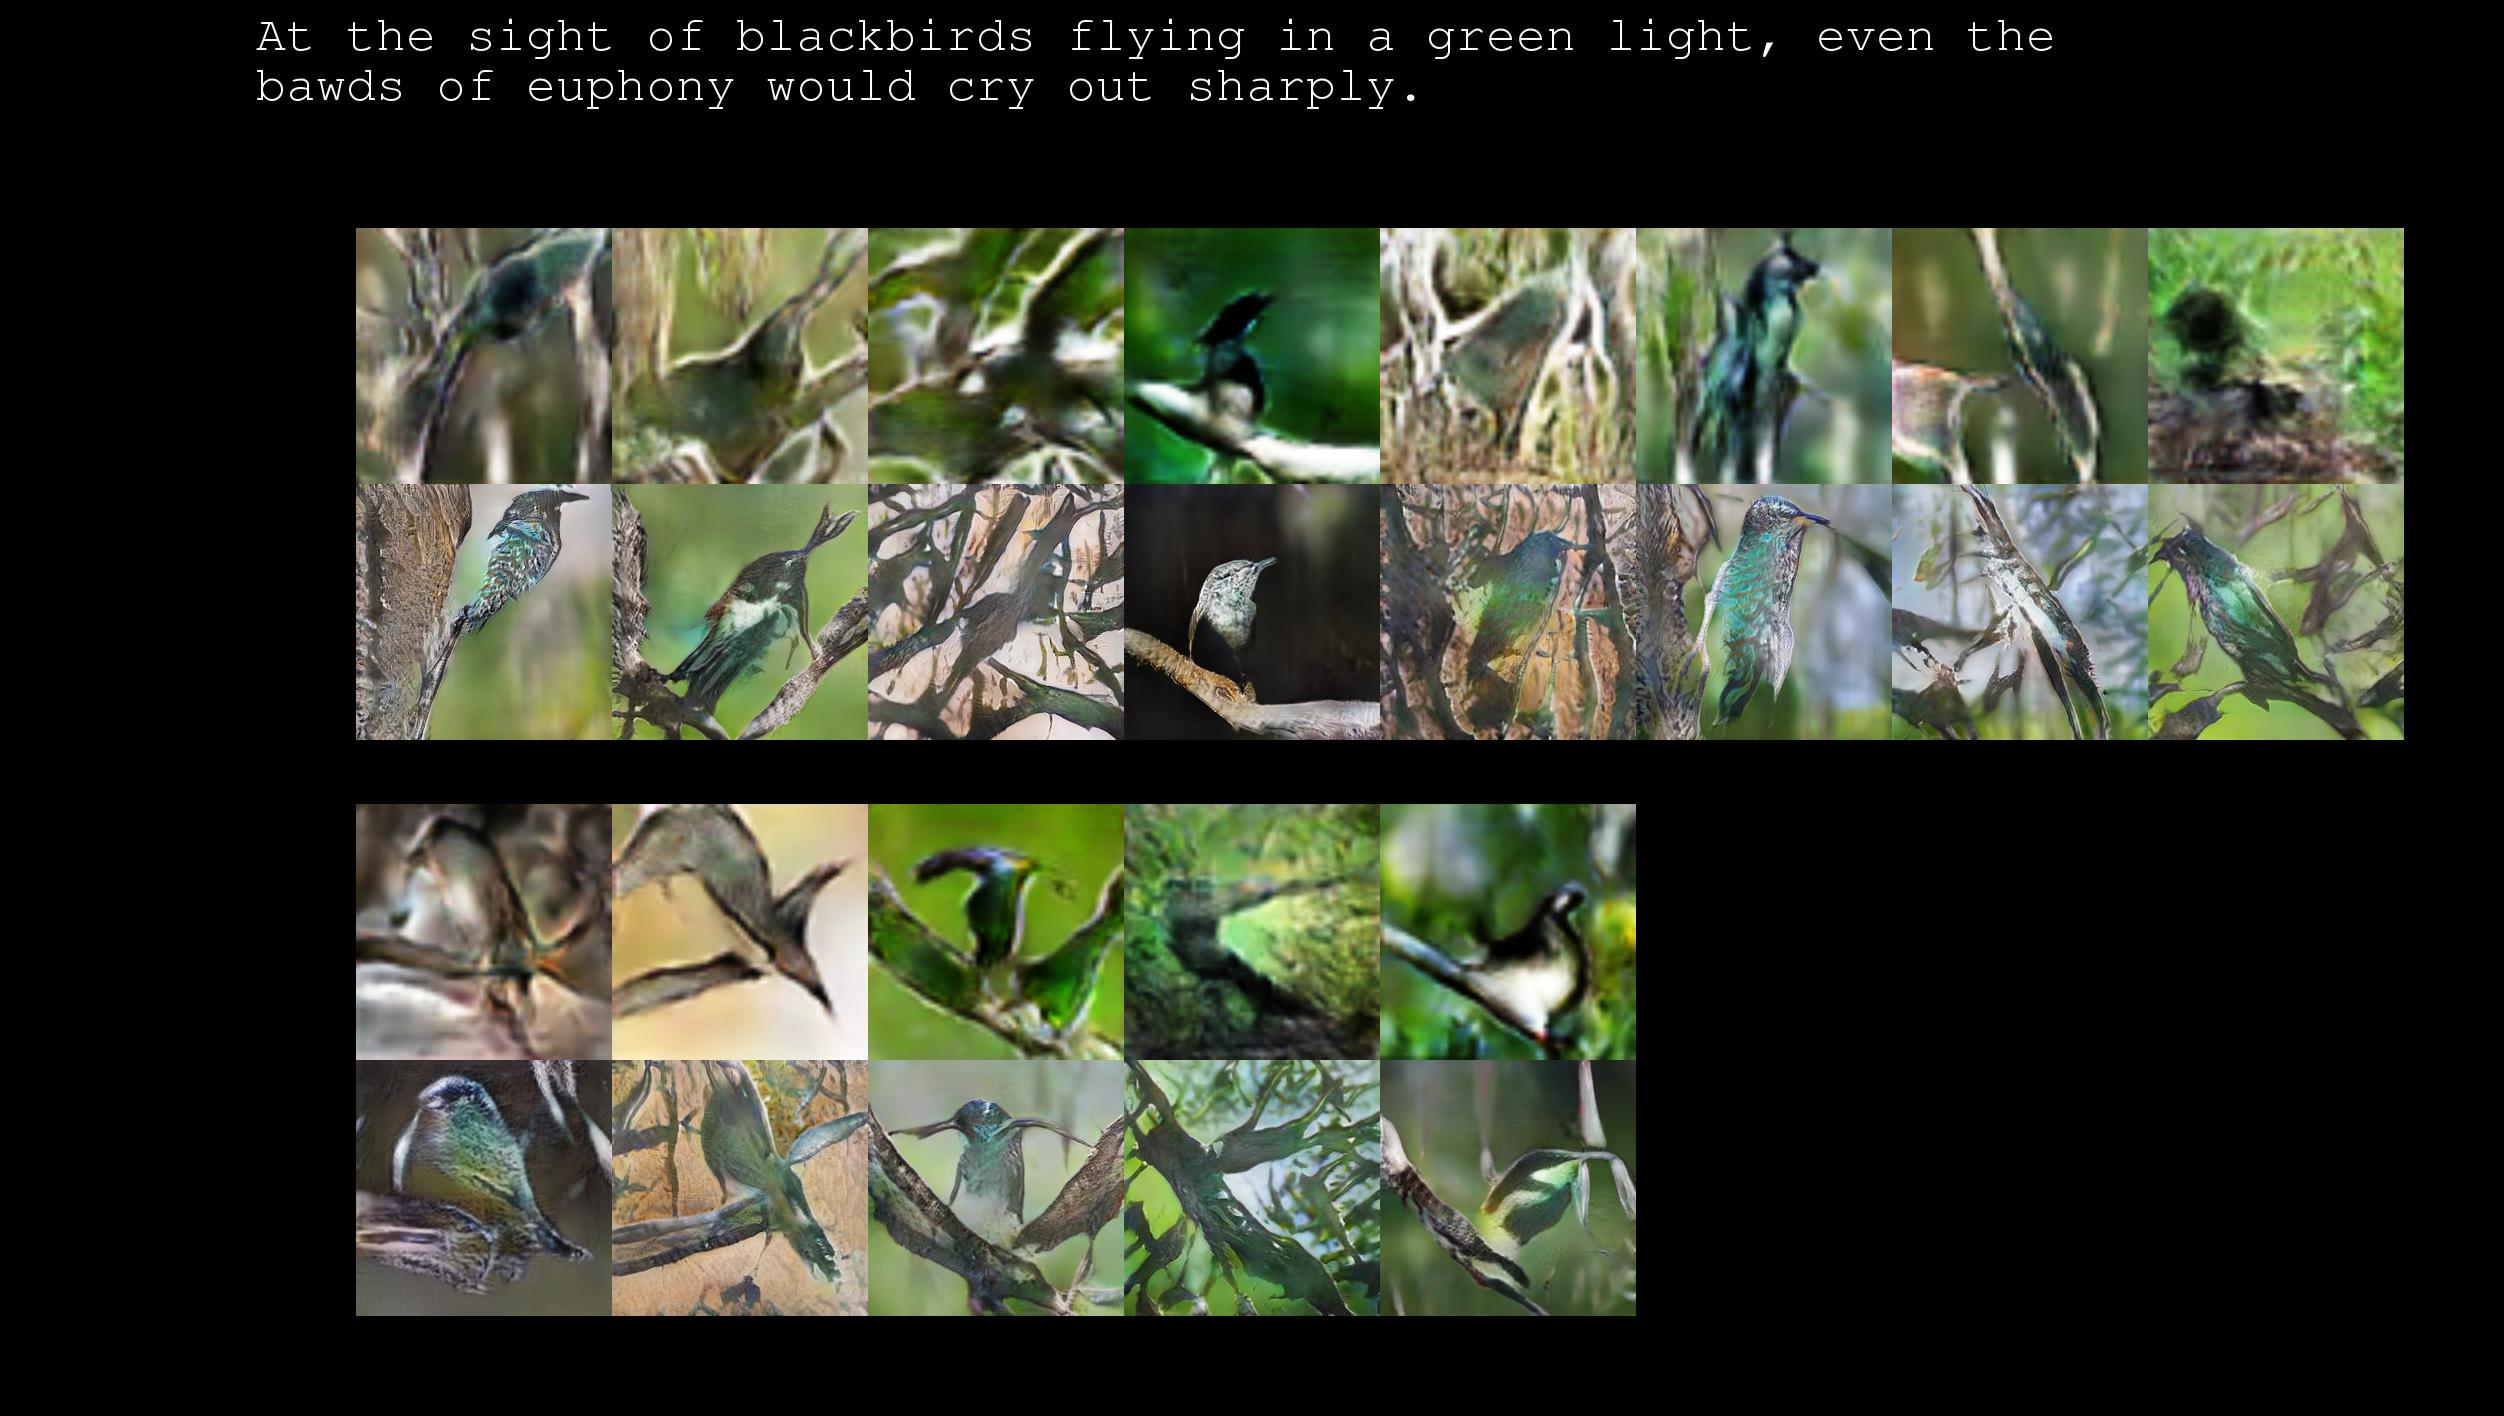 At the sight of blackbirds flying in a green light, even the
bawds of euphony would cry out sharply.